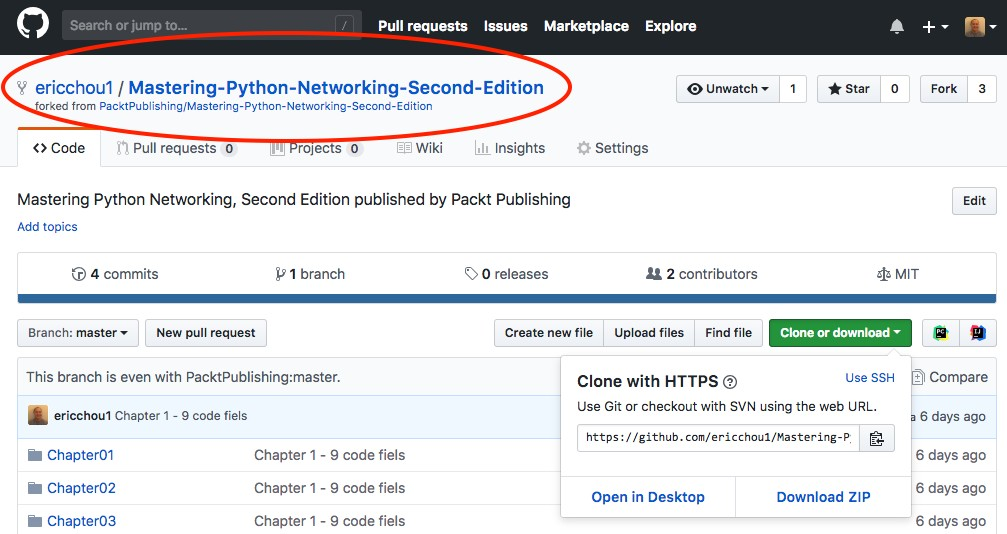 Search or jump to... /
Pull requests Issues Marketplace Explore
ericchou1 / Mastering-Python-Networking-Second-Edition
forked from PacktPublishing/Mastering-Python-Networking-Second-Edition
Unwatch 1 Star 0 Fork 3
Code Pull requests 0 Projects 0 Wiki Insights Settings
Mastering Python Networking, Second Edition published by Packt Publishing
Edit
Add topics
4 commits 1 branch 0 releases 2 contributors MIT
Branch: master New pull request Create new file Upload files Find file Clone or download
This branch is even with PacktPublishing:master.
Compare
ericchou1 Chapter 1 - 9 code fiels
a 6 days ago
Clone with HTTPS ?
Use SSH
Use Git or checkout with SVN using the web URL.
https://github.com/ericchou1/Mastering-Py
Open in Desktop Download ZIP
Chapter01 Chapter 1 - 9 code fiels 6 days ago
Chapter02 Chapter 1 - 9 code fiels 6 days ago
Chapter03 Chapter 1 - 9 code fiels 6 days ago